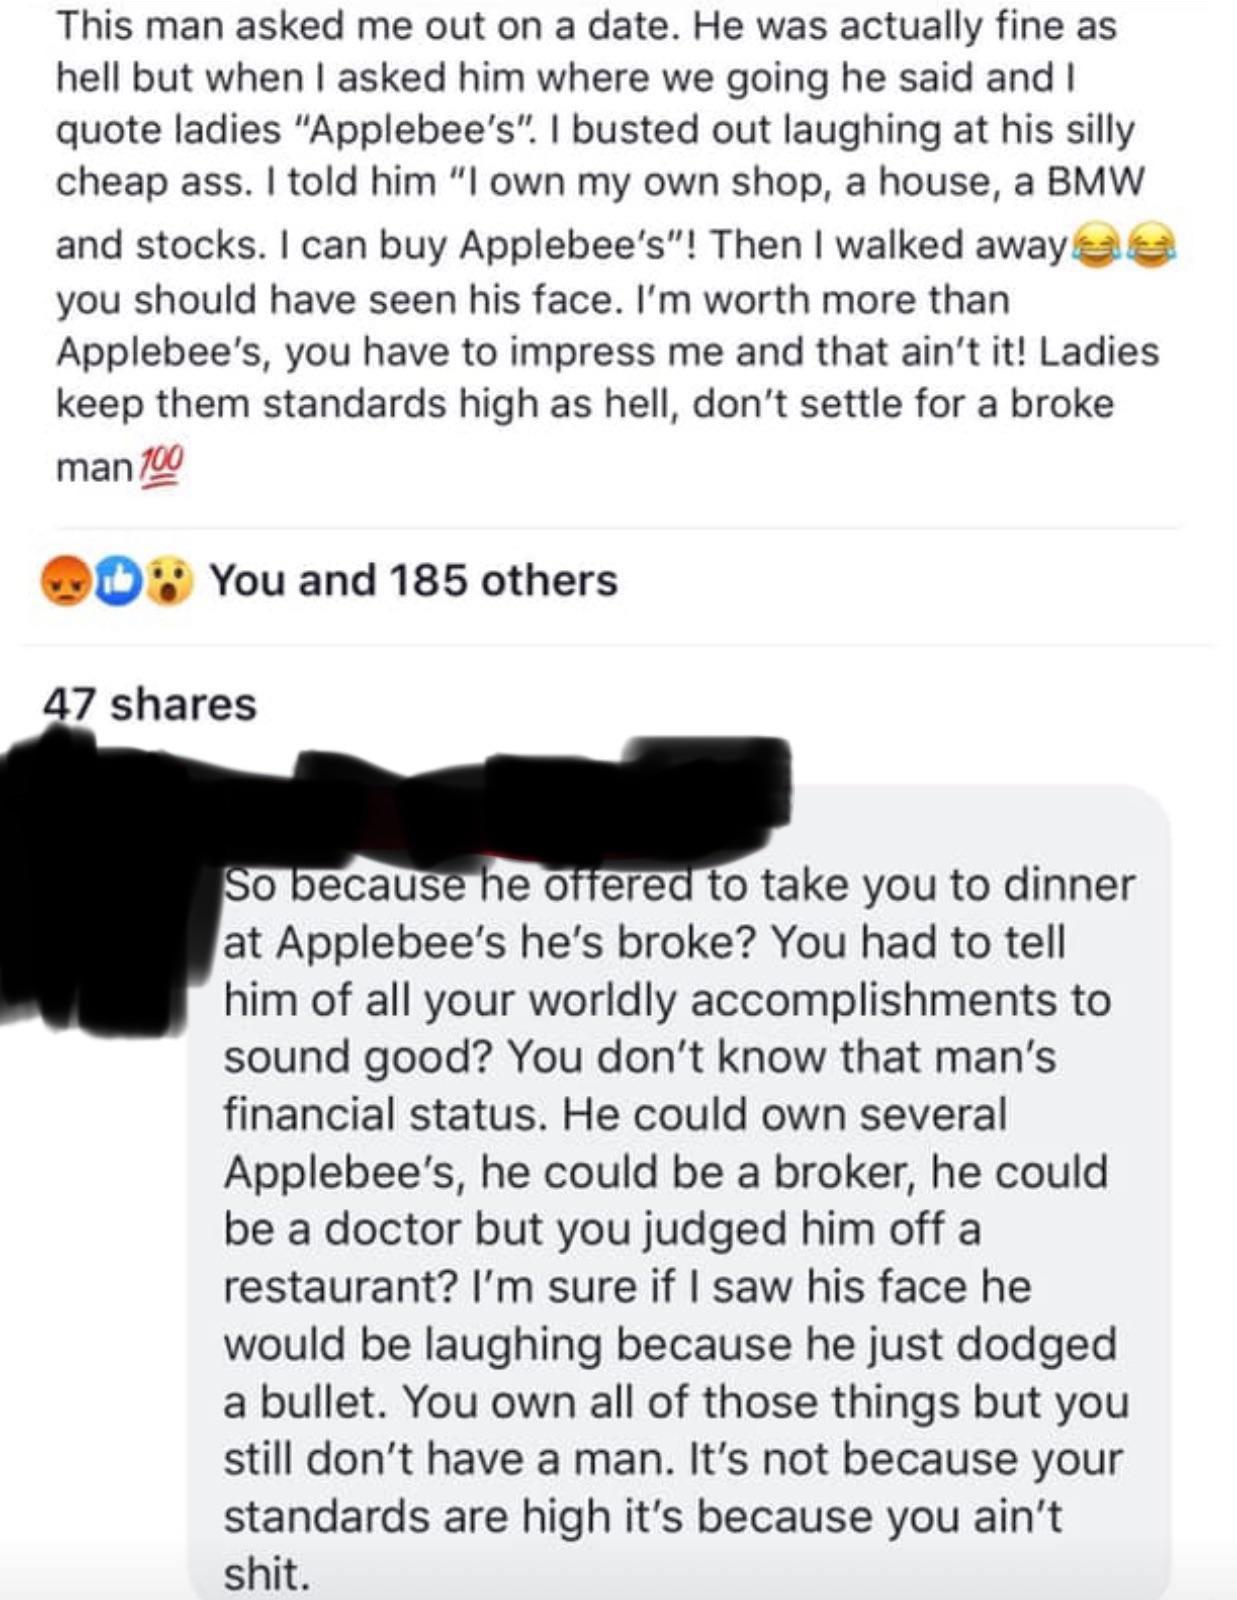 This man asked me out on a date. He was actually fine as
hell but when I asked him where we going he said and I
quote ladies “Applebee’s”. I busted out laughing at his silly
cheap ass. I told him “I own my own shop, a house, a BMW
and stocks. I can buy Applebee’s”! Then I walked away😂😂
you should have seen his face. I’m worth more than
Applebee’s, you have to impress me and that ain’t it! Ladies
keep them standards high as hell, don’t settle for a broke
man💯
You and 185 others
47 shares
So because he offered to take you to dinner
at Applebee’s he’s broke? You had to tell
him of all your worldly accomplishments to
sound good? You don’t know that man’s
financial status. He could own several
Applebee’s, he could be a broker, he could
be a doctor but you judged him off a
restaurant? I’m sure if I saw his face he
would be laughing because he just dodged
a bullet. You own all of those things but you
still don’t have a man. It’s not because your
standards are high it’s because you ain’t
shit.